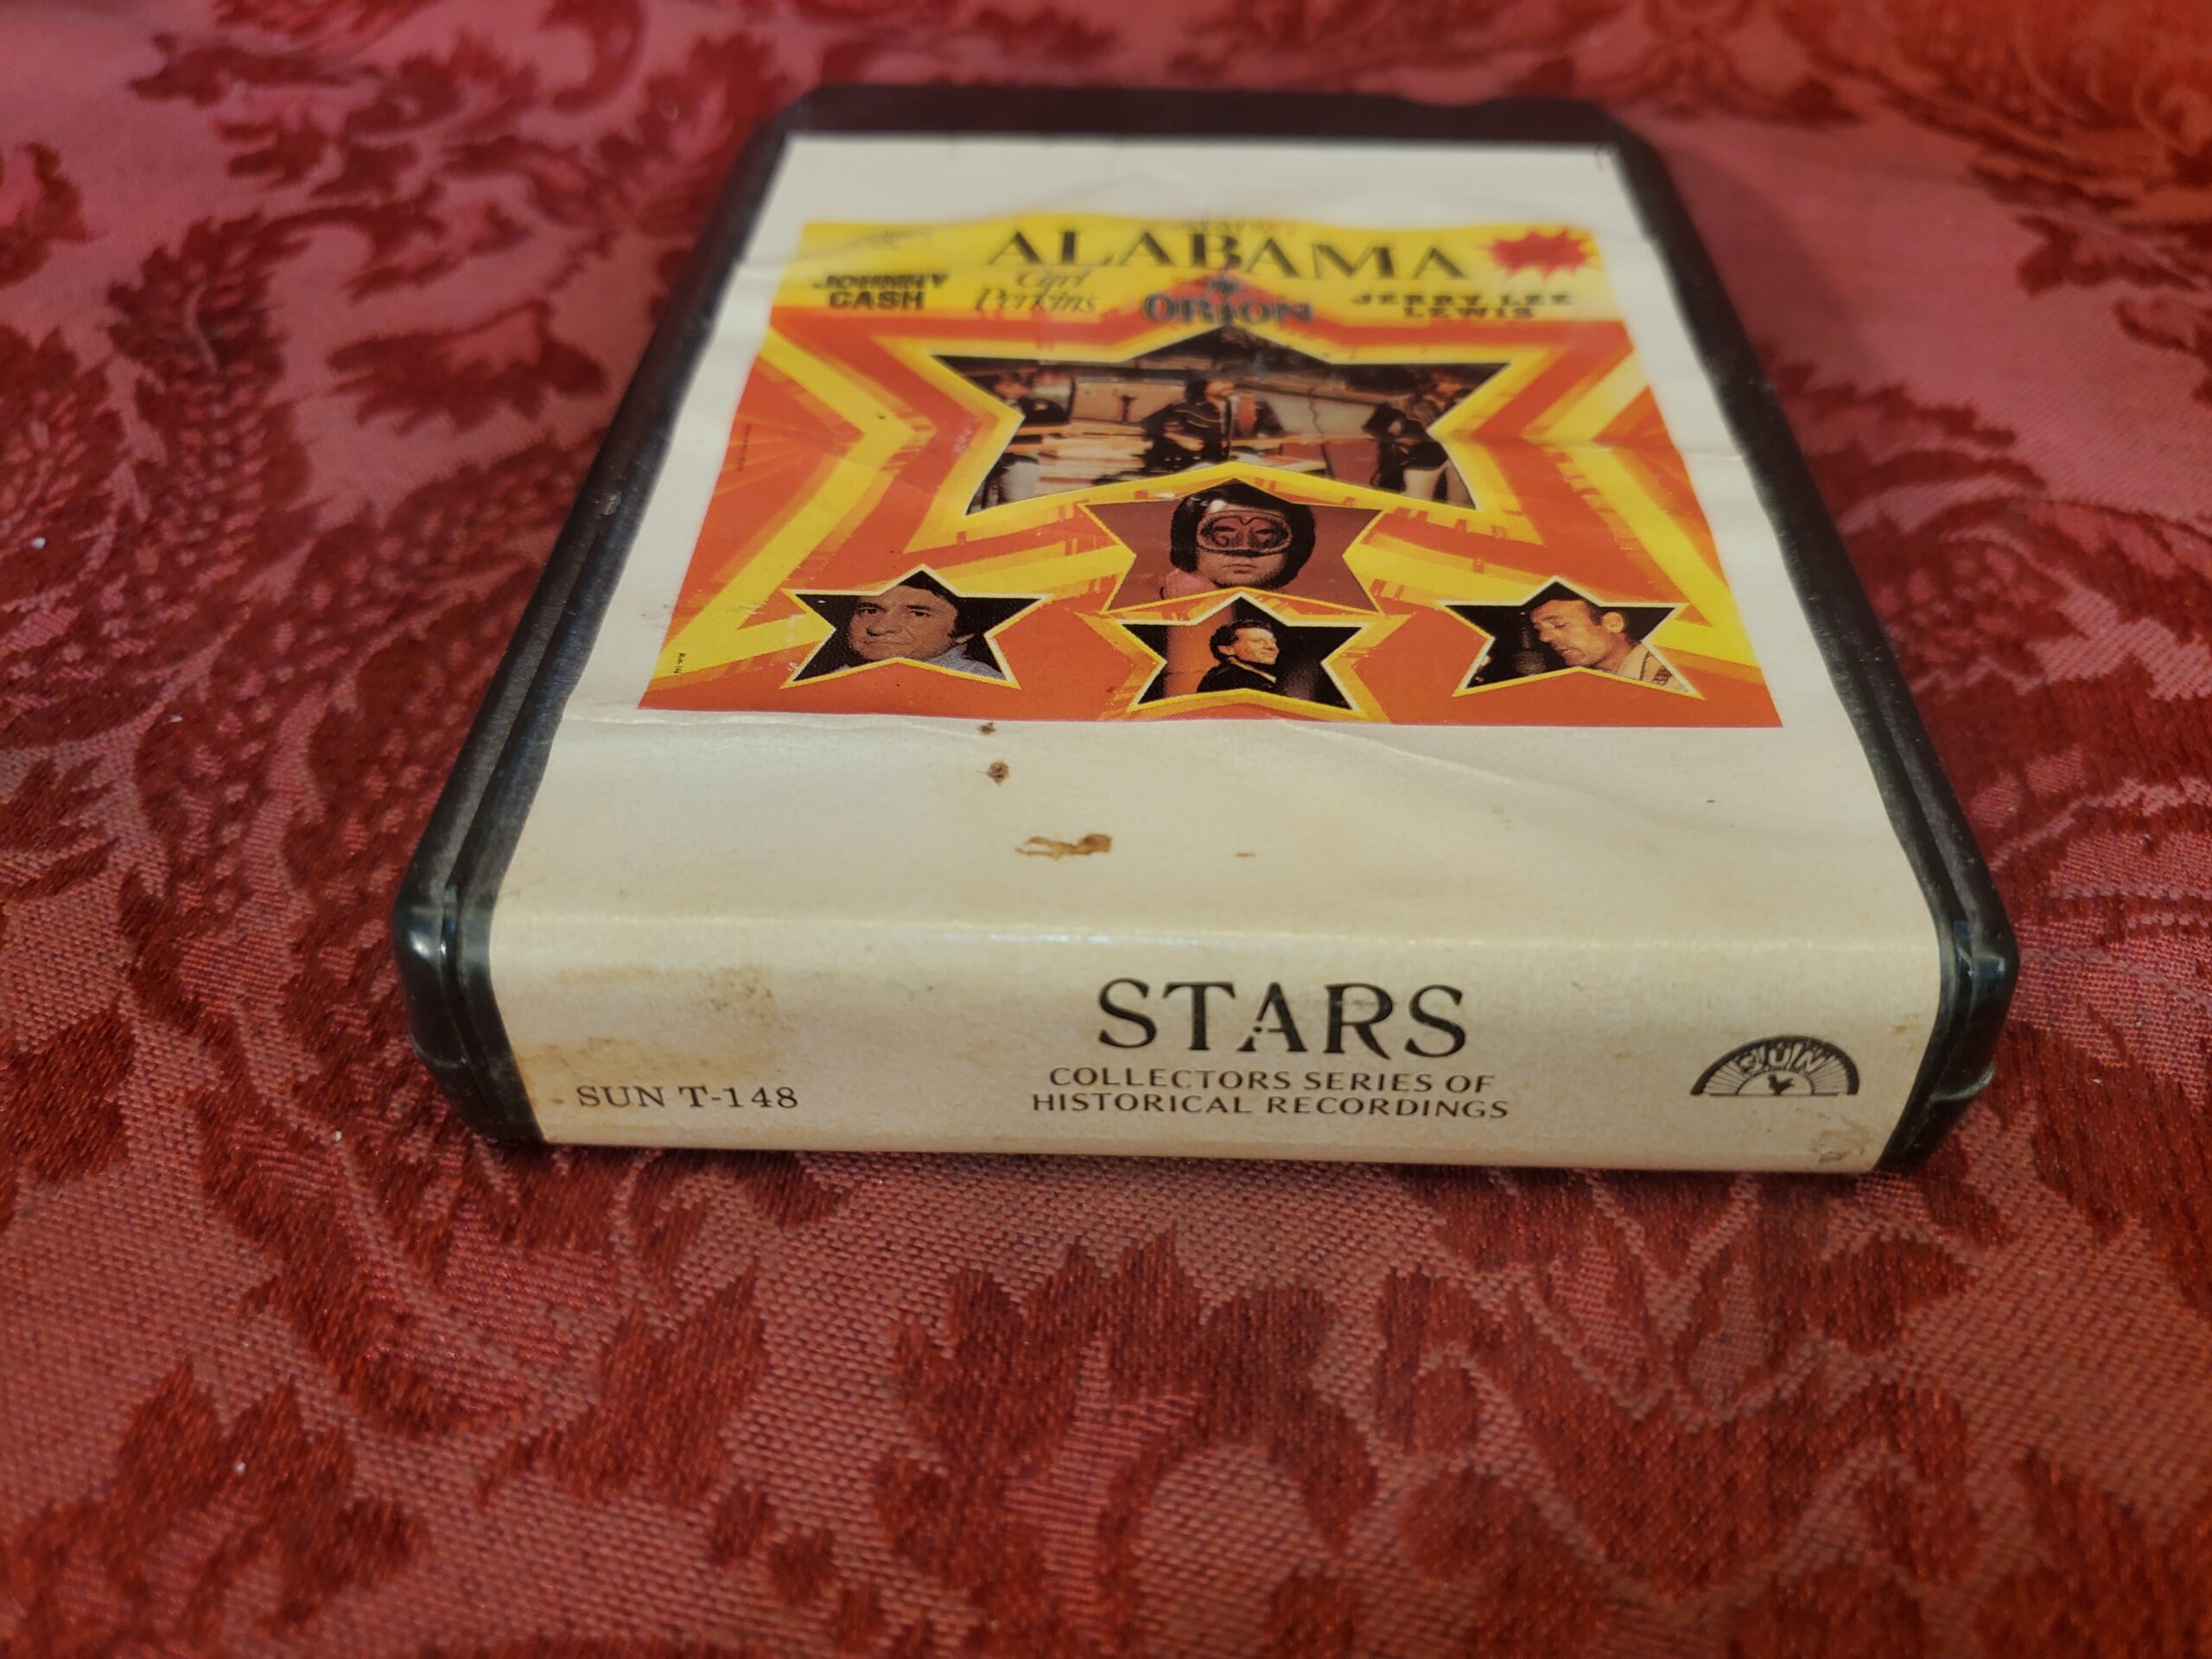 ALABAMA
JOHNNY
CASH
Carl
Perkins
ORION
JERRY LEE
LEWIS
STARS
COLLECTORS SERIES OF
HISTORICAL RECORDINGS
SUN T-148
SUN